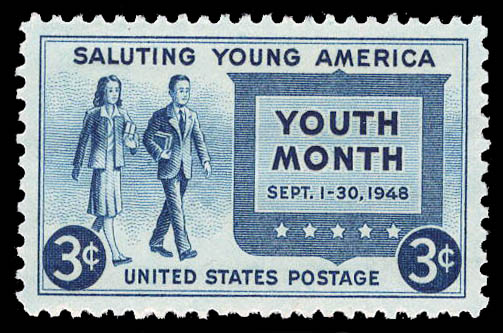 SALUTING YOUNG AMERICA
YOUTH
MONTH
SEPT. 1-30, 1948
3¢ 3¢
UNITED STATES POSTAGE